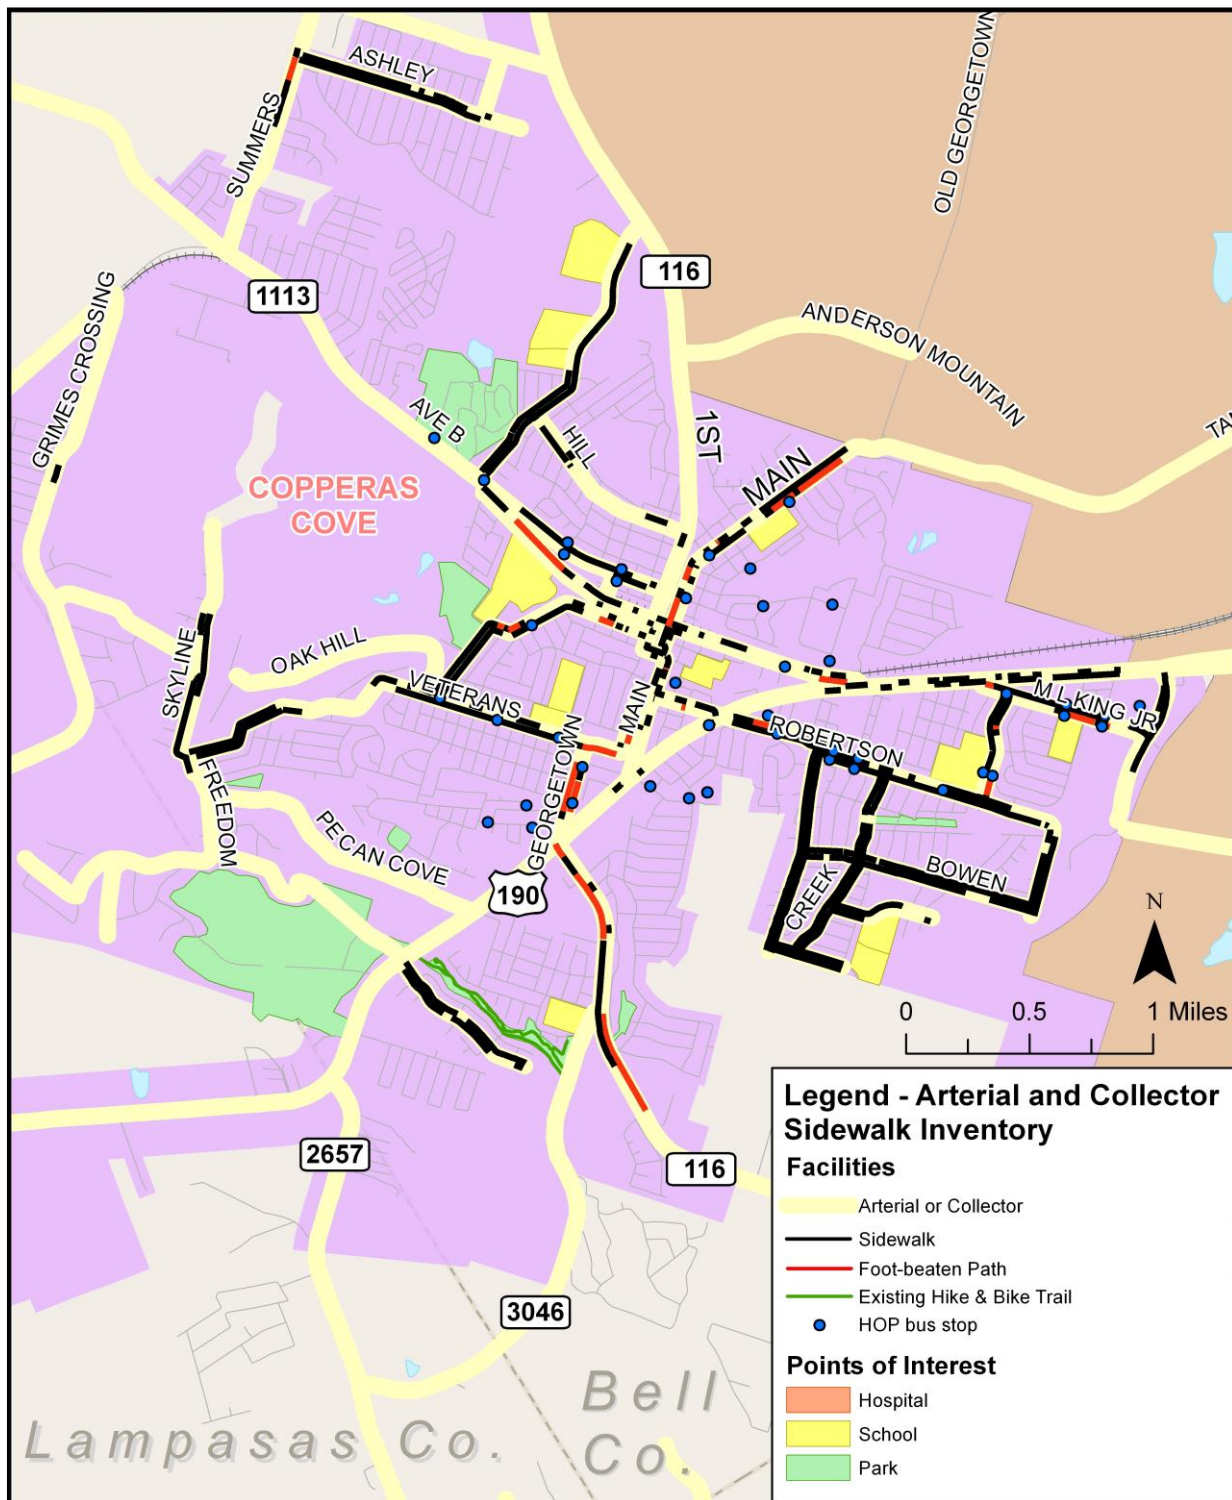 ASHLEY
OLD GEORGETOWN
SUMMERS
116
1113
GRIMES CROSSING
ANDERSON MOUNTAIN
AVE B
HILL
1ST
MAIN
COPPERAS
COVE
SKYLINE
OAK HILL
VETERANS
MAIN
M L KING JR
ROBERTSON
FREEDOM
GEORGETOWN
PECAN COVE
190
CREEK
BOWEN
N
0 0.5 1 Miles
2657
116
3046
Bell
Co.
Lampasas Co.
Legend - Arterial and Collector
Sidewalk Inventory
Facilities
Arterial or Collector
Sidewalk
Foot-beaten Path
Existing Hike & Bike Trail
HOP bus stop
Points of Interest
Hospital
School
Park